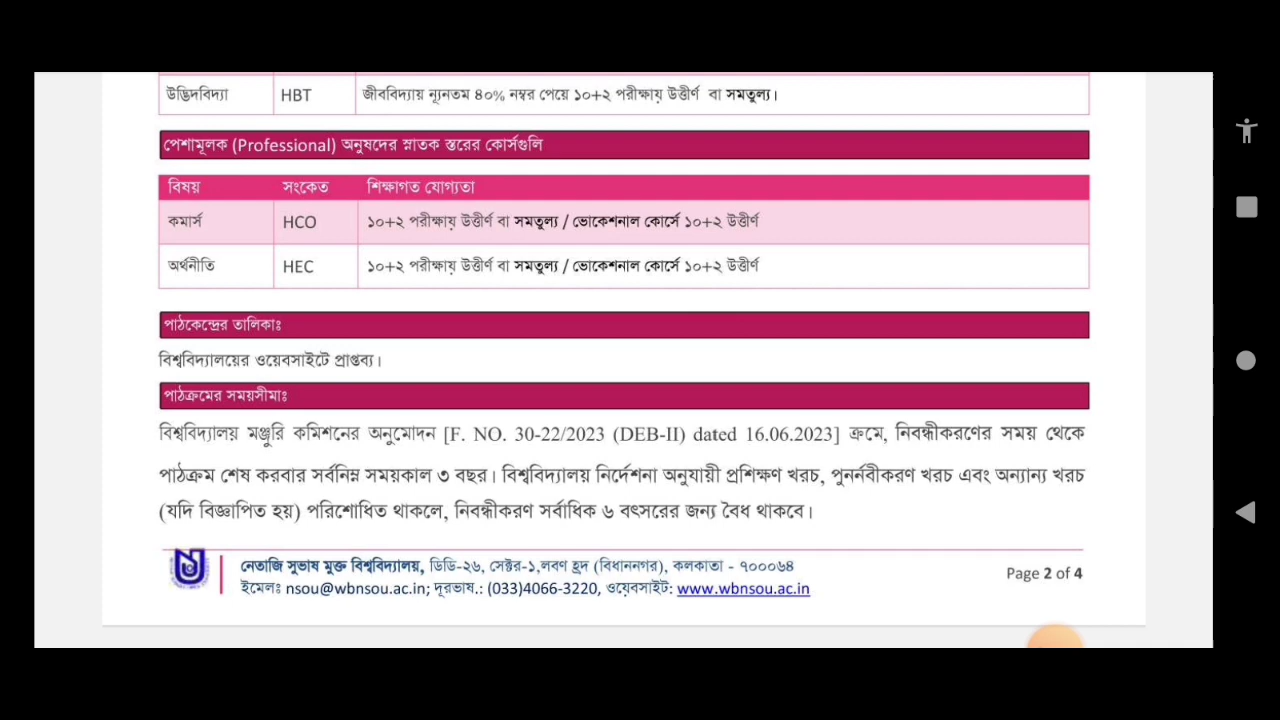 উদ্ভিদবিদ্যা HBT জীববিদ্যায় ন্যূনতম ৪০% নম্বর পেয়ে ১০+২ পরীক্ষায় উত্তীর্ণ বা সমতুল্য।
পেশামূলক (Professional) অনুষদের স্নাতক স্তরের কোর্সগুলি
বিষয় সংকেত শিক্ষাগত যোগ্যতা
কমার্স HCO ১০+২ পরীক্ষায় উত্তীর্ণ বা সমতুল্য / ভোকেশনাল কোর্সে ১০+২ উত্তীর্ণ
অর্থনীতি HEC ১০+২ পরীক্ষায় উত্তীর্ণ বা সমতুল্য / ভোকেশনাল কোর্সে ১০+২ উত্তীর্ণ
পাঠকেন্দ্রের তালিকাঃ
বিশ্ববিদ্যালয়ের ওয়েবসাইটে প্রাপ্তব্য।
পাঠক্রমের সময়সীমাঃ
বিশ্ববিদ্যালয় মঞ্জুরি কমিশনের অনুমোদন [F. NO. 30-22/2023 (DEB-II) dated 16.06.2023] ক্রমে, নিবন্ধীকরণের সময় থেকে
পাঠক্রম শেষ করবার সর্বনিম্ন সময়কাল ৩ বছর। বিশ্ববিদ্যালয় নির্দেশনা অনুযায়ী প্রশিক্ষণ খরচ, পুনর্নবীকরণ খরচ এবং অন্যান্য খরচ
(যদি বিজ্ঞাপিত হয়) পরিশোধিত থাকলে, নিবন্ধীকরণ সর্বাধিক ৬ বৎসরের জন্য বৈধ থাকবে।
নেতাজি সুভাষ মুক্ত বিশ্ববিদ্যালয়, ডিডি-২৬, সেক্টর-১,লবণ হ্রদ (বিধাননগর), কলকাতা - ৭০০০৬৪
ইমেলঃ nsou@wbnsou.ac.in; দূরভাষ.: (033)4066-3220, ওয়েবসাইট: www.wbnsou.ac.in
Page 2 of 4